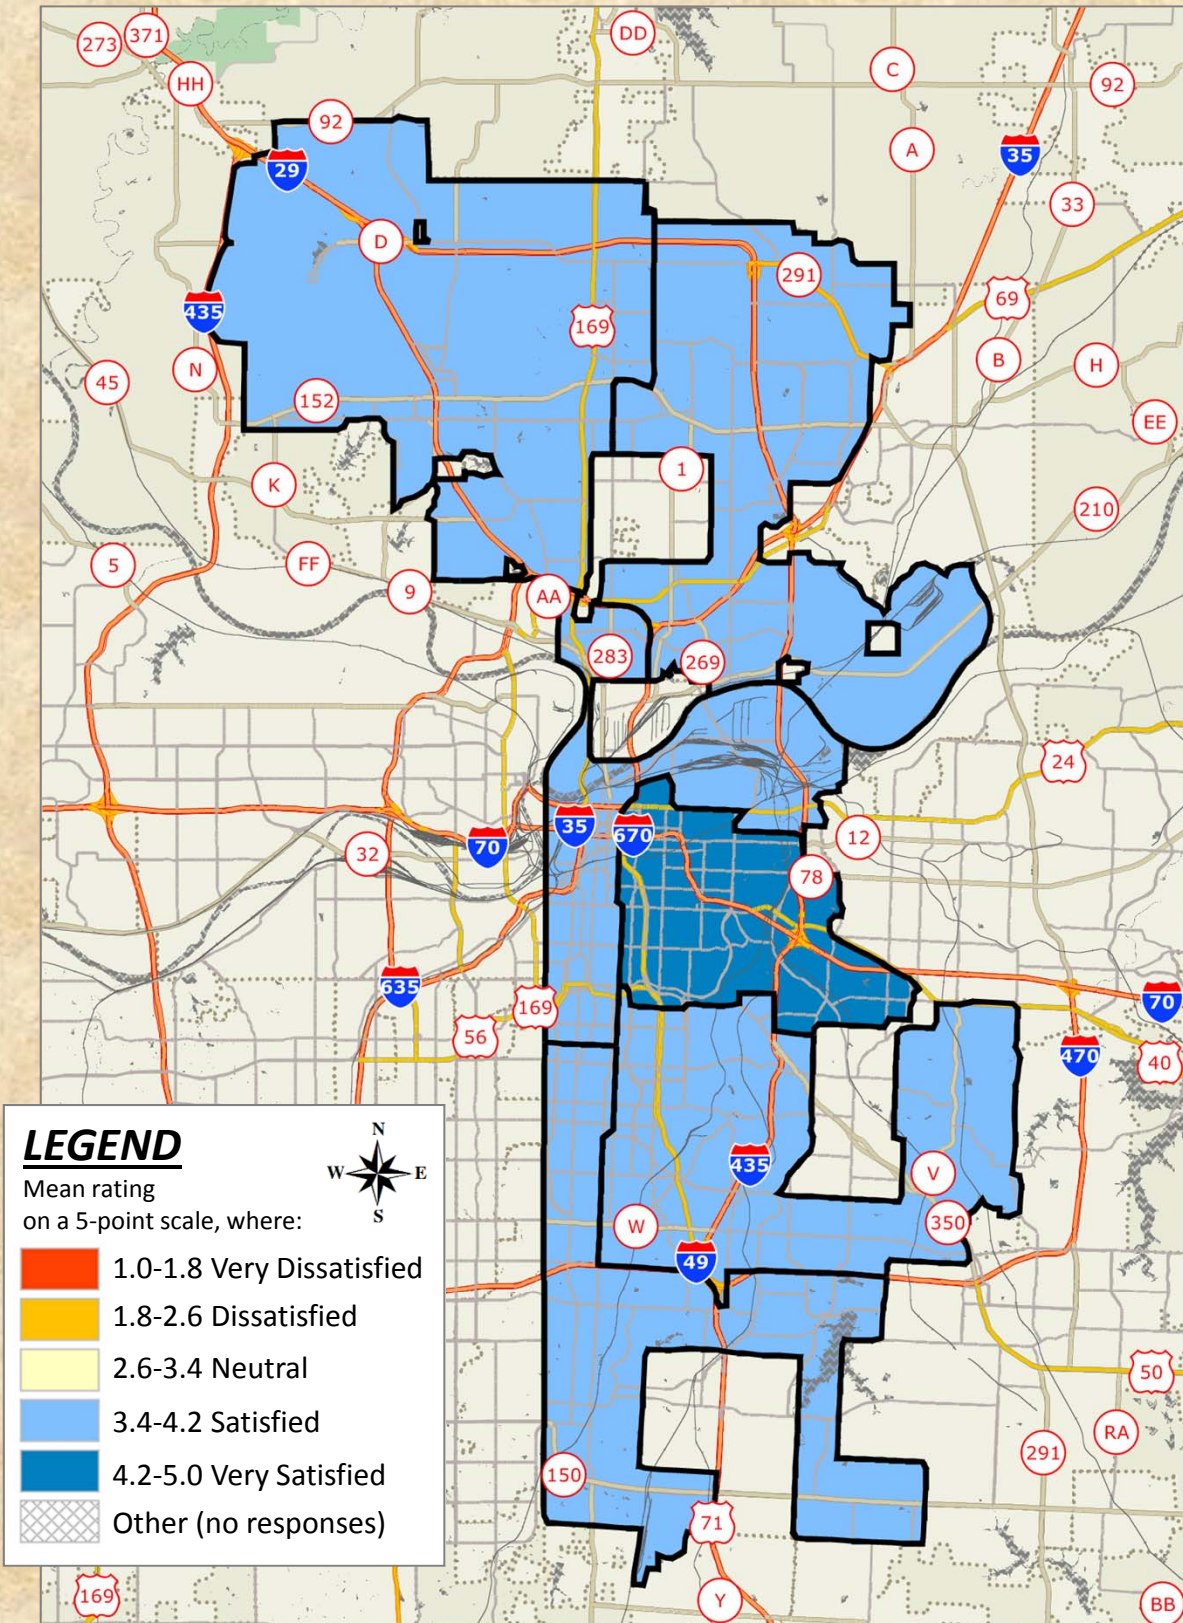 273
371
DD
C
HH
92
92
A
35
29
33
D
291
69
435
169
B
H
N
45
152
EE
1
K
210
5
FF
9
AA
283
269
24
35
670
70
12
32
78
635
169
70
56
470
40
LEGEND
Mean rating
on a 5-point scale, where:
N
W E
S
1.0-1.8 Very Dissatisfied
1.8-2.6 Dissatisfied
2.6-3.4 Neutral
3.4-4.2 Satisfied
4.2-5.0 Very Satisfied
Other (no responses)
435
V
W
350
49
50
RA
291
150
71
169
Y
BB